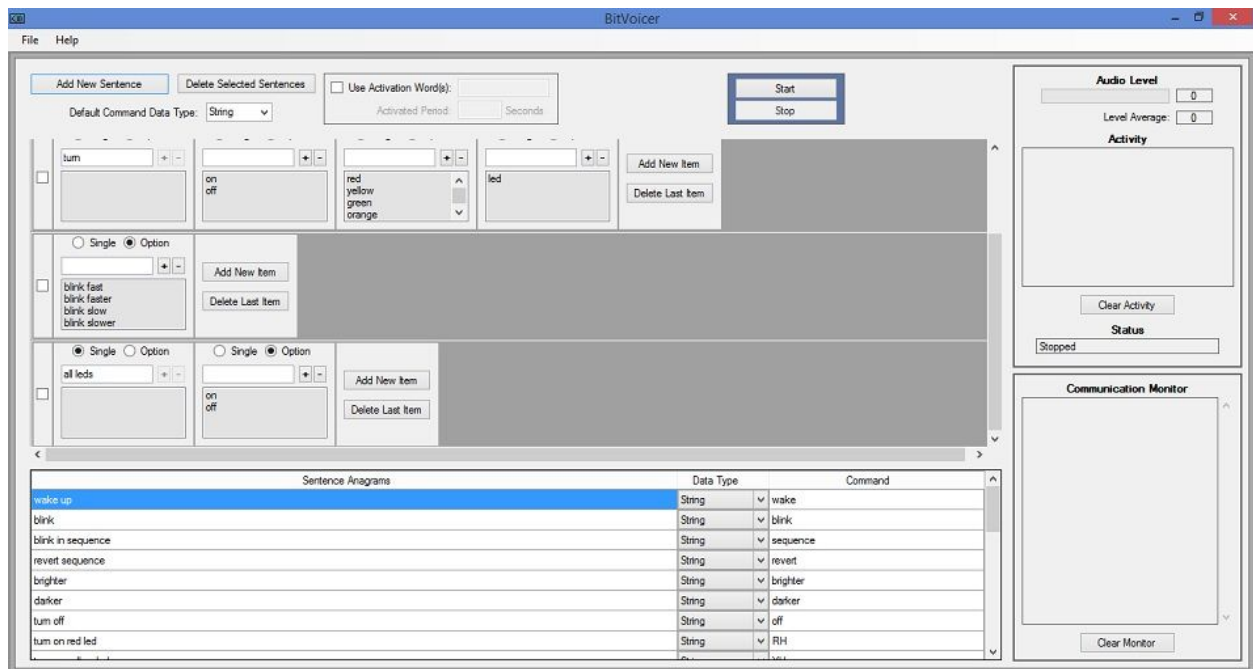 BitVoicer
File Help
Add New Sentence Delete Selected Sentences
Use Activation Word(s):
Default Command Data Type: String
Activated Period: Seconds
Start
Stop
turn + -
+ -
+ -
+ -
Add New Item
Delete Last Item
on
off
red
yellow
green
orange
led
Single Option
+ -
Add New Item
Delete Last Item
blink fast
blink faster
blink slow
blink slower
Single Option Single Option
all leds + -
+ -
Add New Item
Delete Last Item
on
off
Sentence Anagrams Data Type Command
wake up String wake
blink String blink
blink in sequence String sequence
revert sequence String revert
brighter String brighter
darker String darker
turn off String off
turn on red led String RH
Audio Level
0
Level Average: 0
Activity
Clear Activity
Status
Stopped
Communication Monitor
Clear Monitor